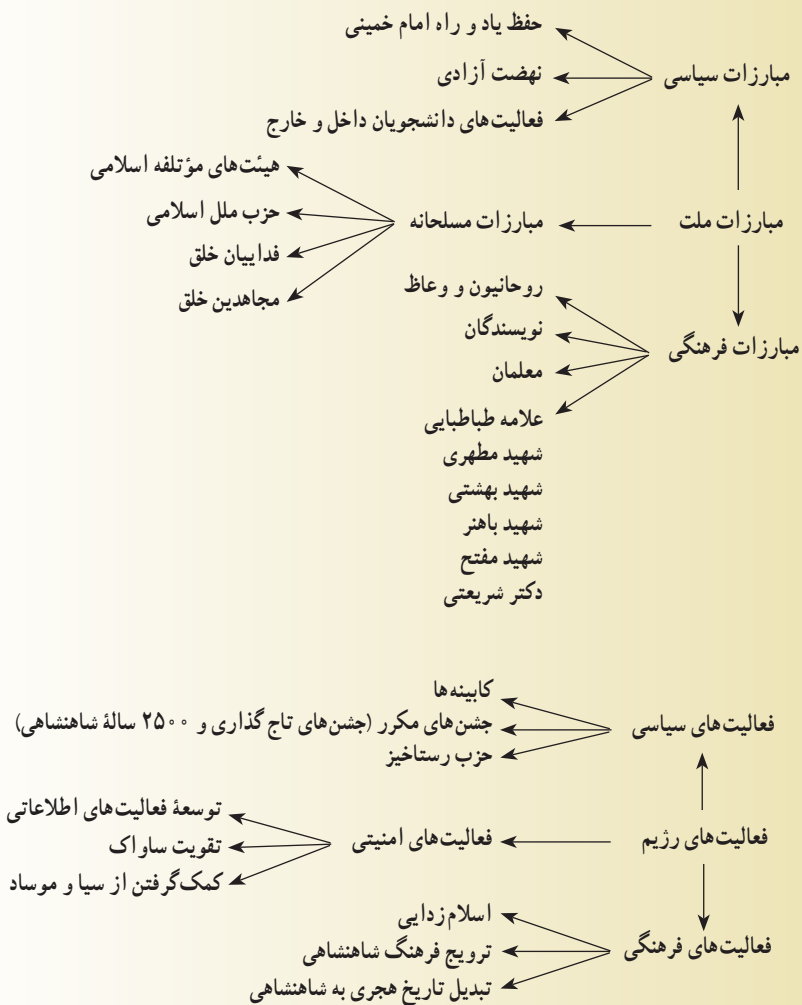 حفظ یاد و راه امام خمینی
مبارزات سیاسی
نهضت آزادی
فعالیت‌های دانشجویان داخل و خارج
هیئت‌های مؤتلفه اسلامی
مبارزات ملت
مبارزات مسلحانه
حزب ملل اسلامی
فداییان خلق
مجاهدین خلق
مبارزات فرهنگی
روحانیون و وعاظ
نویسندگان
معلمان
علامه طباطبایی
شهید مطهری
شهید بهشتی
شهید باهنر
شهید مفتح
دکتر شریعتی
کابینه‌ها
فعالیت‌های سیاسی
جشن‌های مکرر (جشن‌های تاج گذاری و ۲۵۰۰ سالهٔ شاهنشاهی)
حزب رستاخیز
توسعهٔ فعالیت‌های اطلاعاتی
فعالیت‌های رژیم
فعالیت‌های امنیتی
تقویت ساواک
کمک‌گرفتن از سیا و موساد
اسلام‌زدایی
فعالیت‌های فرهنگی
ترویج فرهنگ شاهنشاهی
تبدیل تاریخ هجری به شاهنشاهی